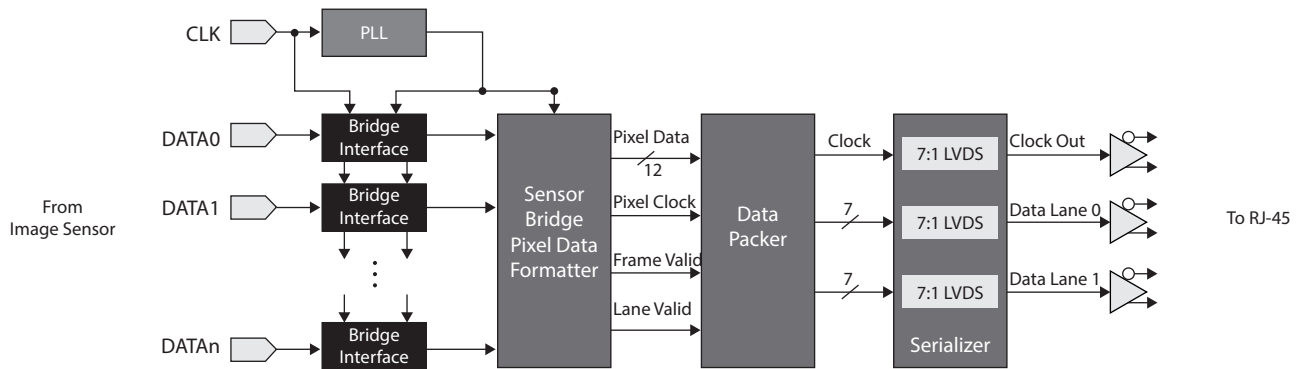 CLK
PLL
DATA0
Bridge
Interface
Pixel Data
12
Clock
7:1 LVDS
Clock Out
DATA1
Bridge
Interface
From
Image Sensor
Sensor
Bridge
Pixel Data
Formatter
Pixel Clock
Data
Packer
7
7:1 LVDS
Data Lane 0
To RJ-45
Frame Valid
7
7:1 LVDS
Data Lane 1
Lane Valid
DATAn
Bridge
Interface
Serializer